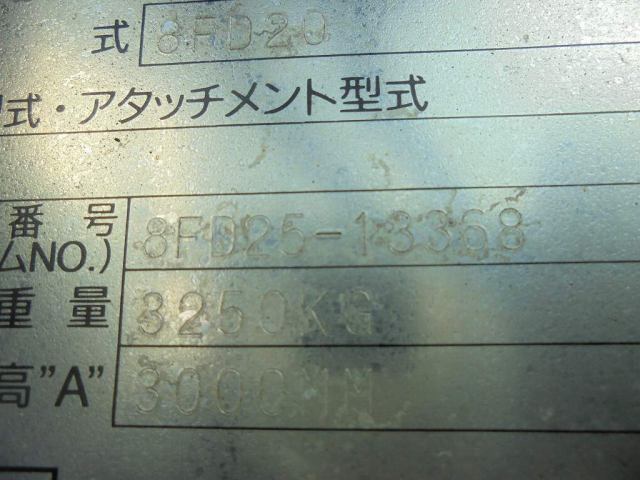 式 8FD20
式・アタッチメント型式
番号 8FD25-13368
ムNO.)
重量 3250KG
高"A" 3000MM